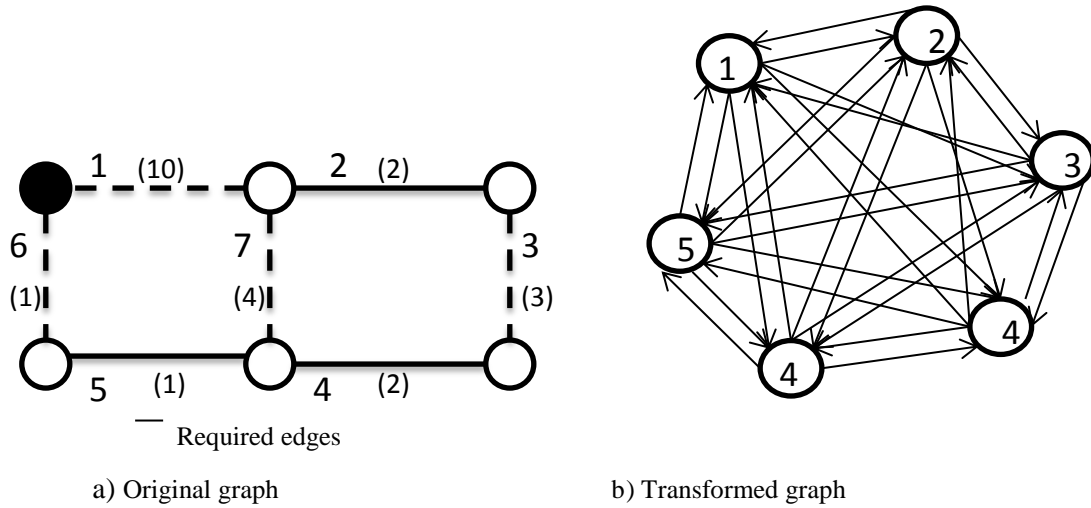 1 (10) 2 (2)
6 7 3
(1) (4) (3)
5 (1) 4 (2)
Required edges
a) Original graph
1
2
3
5
4
4
b) Transformed graph